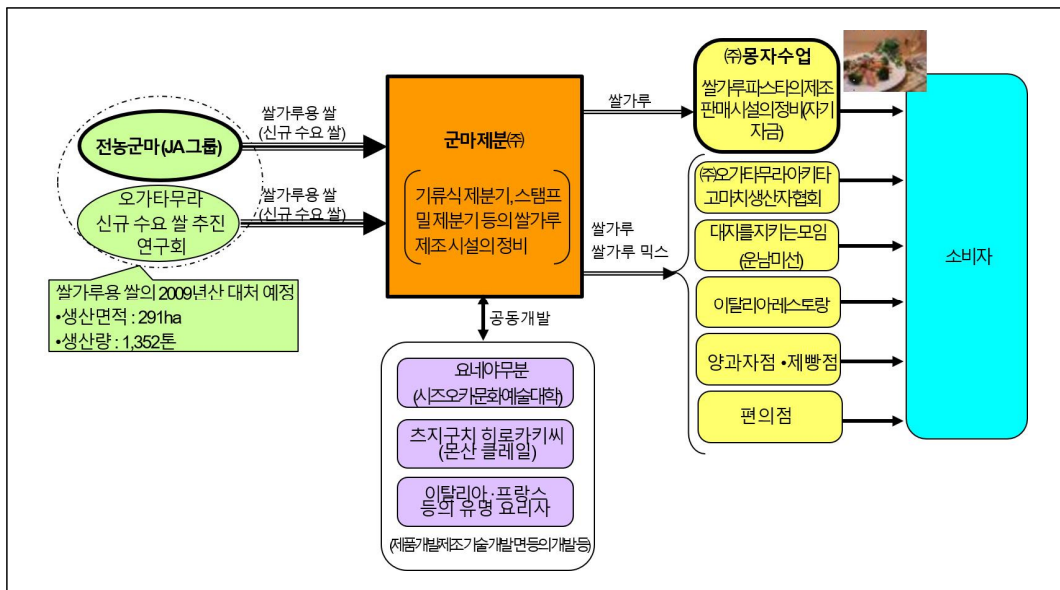 쌀가루용 쌀
(신규 수요 쌀)
전농군마(JA그룹)
쌀가루용 쌀
(신규 수요 쌀)
오가타무라
신규 수요 쌀 추진
연구회
쌀가루용 쌀의 2009년산 대처 예정
•생산면적 : 291ha
•생산량 : 1,352톤
군마제분㈜
기류식 제분기, 스탬프
밀 제분기 등의 쌀가루
제조 시설의 정비
공동개발
요네야무분
(시즈오카문화예술대학)
츠지구치 히로카키씨
(몬산 클레일)
이탈리아·프랑스
등의 유명 요리사
(제품개발제조기술개발면등의개발등)
쌀가루
쌀가루
쌀가루 믹스
㈜몽자수업
쌀가루파스타의제조
판매시설의정비(자기
자금)
㈜오가타무라아키타
고마치생산자협회
대지를지키는모임
(운남미선)
이탈리아레스토랑
양과자점 •제빵점
편의점
소비자